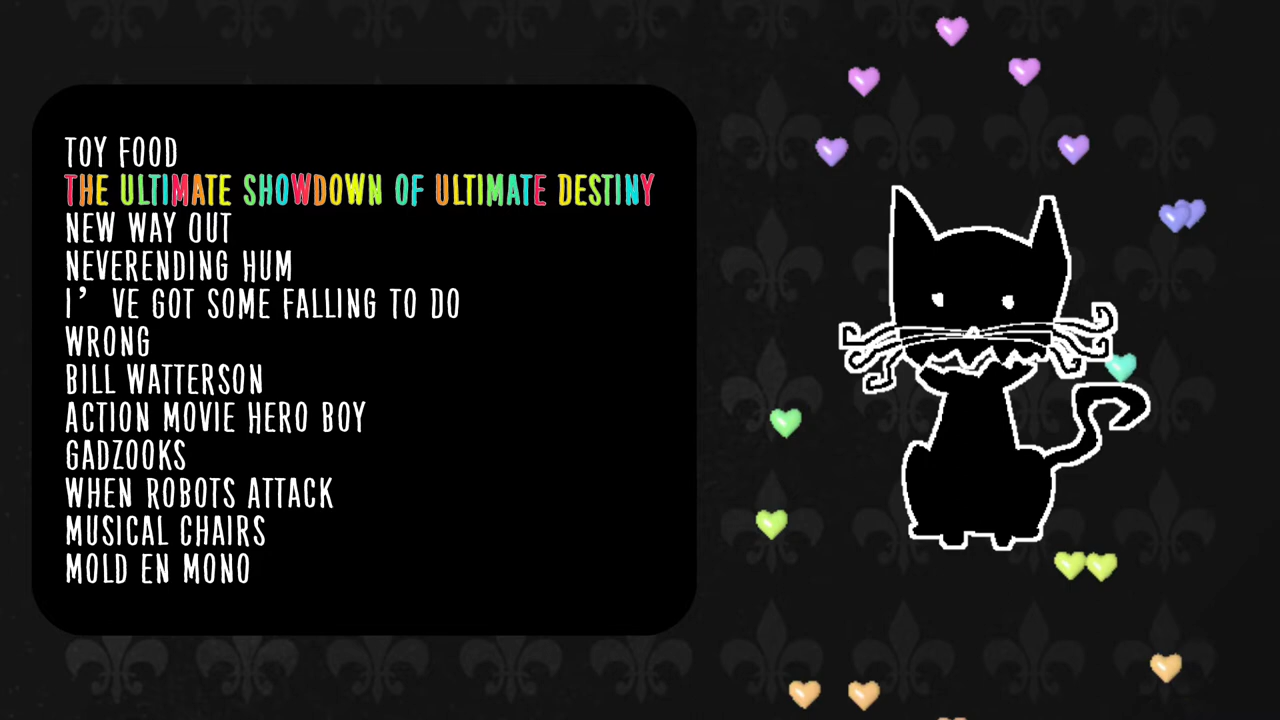 TOY FOOD
THE ULTIMATE SHOWDOWN OF ULTIMATE DESTINY
NEW WAY OUT
NEVERENDING HUM
I’VE GOT SOME FALLING TO DO
WRONG
BILL WATTERSON
ACTION MOVIE HERO BOY
GADZOOKS
WHEN ROBOTS ATTACK
MUSICAL CHAIRS
MOLD EN MONO